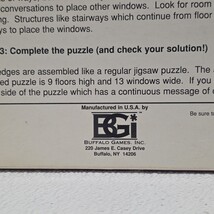 conversations to place other windows. Look for room
ring. Structures like stairways which continue from floor
ys to place the windows.
3: Complete the puzzle (and check your solution!)
edges are assembled like a regular jigsaw puzzle. The a
d puzzle is 9 floors high and 13 windows wide. If you h
side of the puzzle which has a continuous message of c
Manufactured in U.S.A. by
BGI
BUFFALO GAMES, INC.
220 James E. Casey Drive
Buffalo, NY 14206
Be sure to